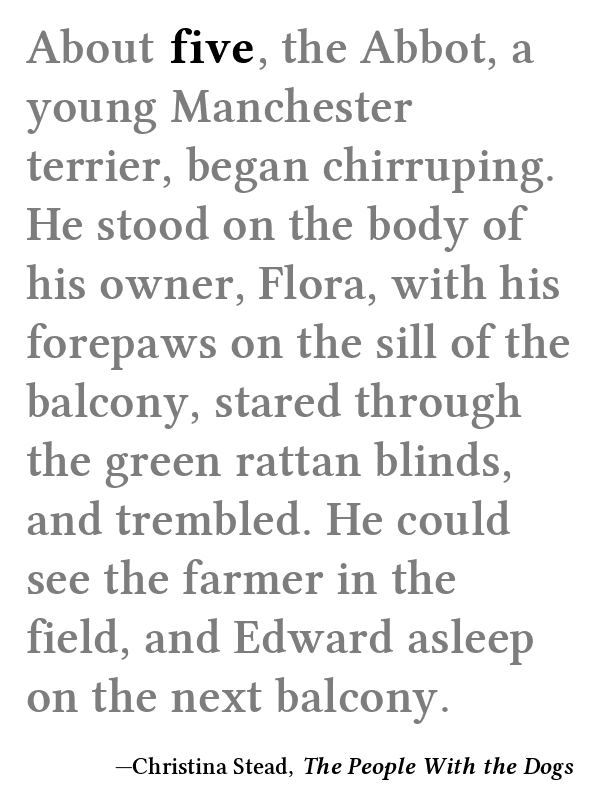 About five, the Abbot, a
young Manchester
terrier, began chirruping.
He stood on the body of
his owner, Flora, with his
forepaws on the sill of the
balcony, stared through
the green rattan blinds,
and trembled. He could
see the farmer in the
field, and Edward asleep
on the next balcony.
—Christina Stead, The People With the Dogs